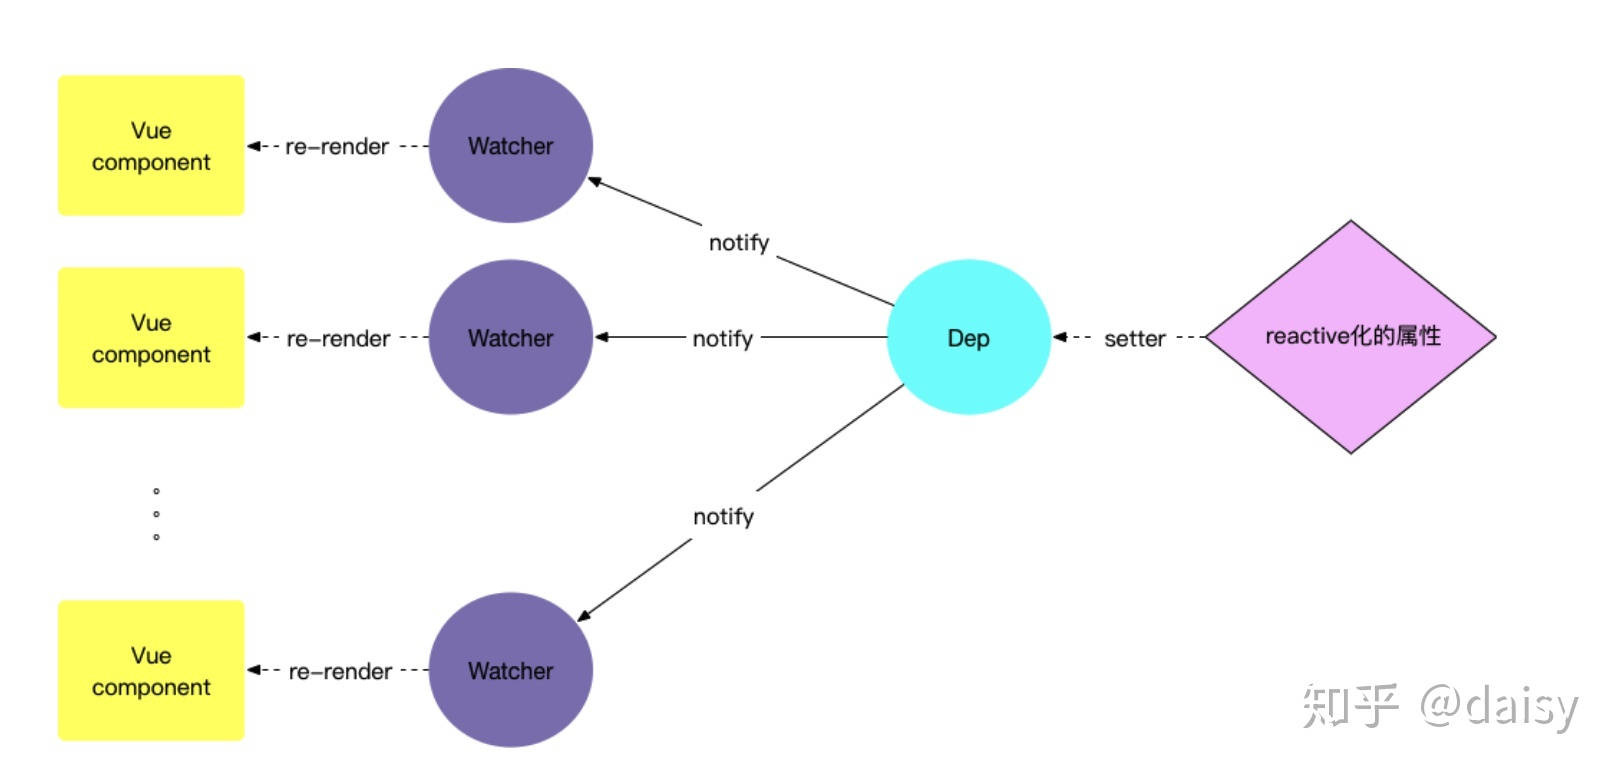 Vue
component
re-render
Watcher
notify
Vue
component
re-render
Watcher
notify
Dep
setter
reactive化的属性
notify
Vue
component
re-render
Watcher
知乎 @daisy